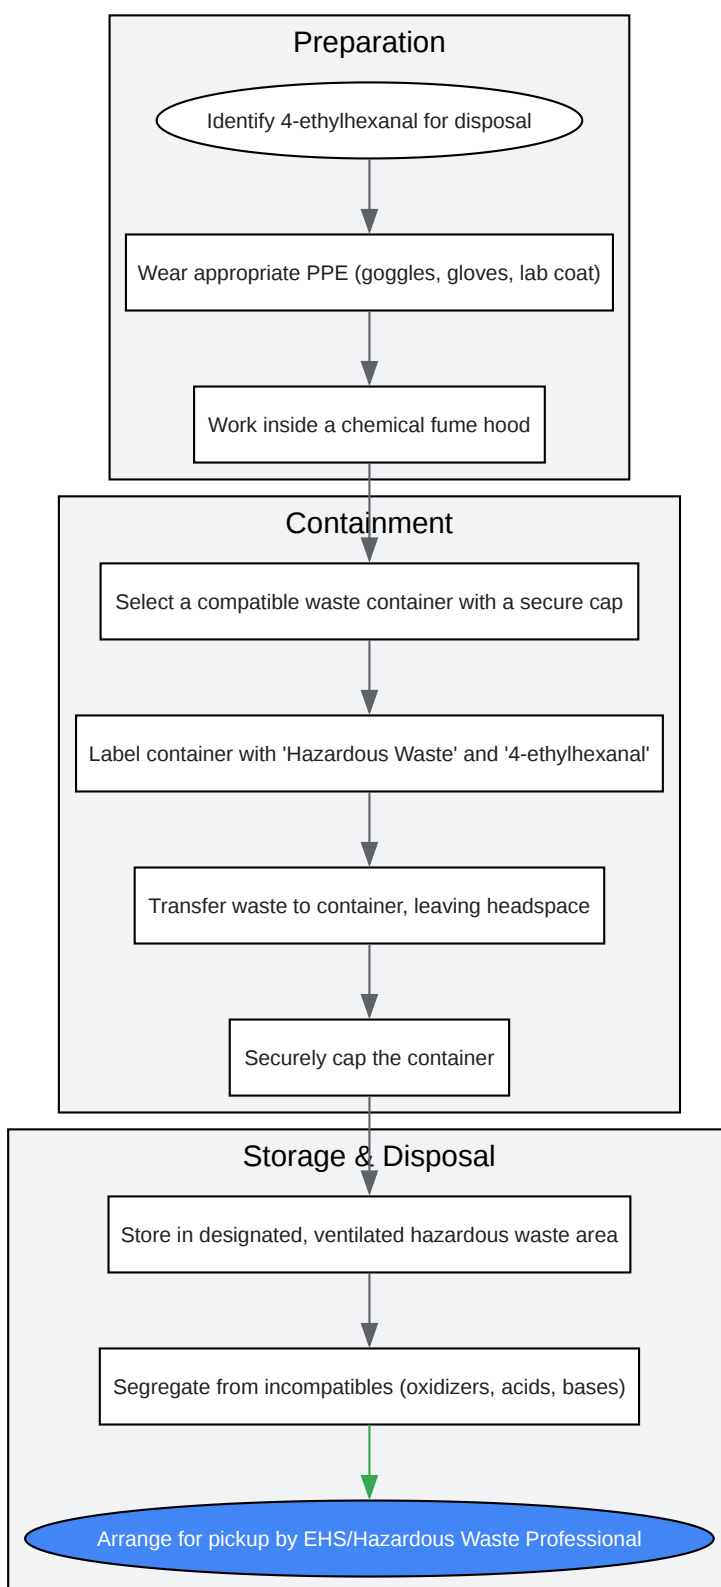 Preparation
Identify 4-ethylhexanal for disposal
Wear appropriate PPE (goggles, gloves, lab coat)
Work inside a chemical fume hood
Containment
Select a compatible waste container with a secure cap
Label container with 'Hazardous Waste' and '4-ethylhexanal'
Transfer waste to container, leaving headspace
Securely cap the container
Storage & Disposal
Store in designated, ventilated hazardous waste area
Segregate from incompatibles (oxidizers, acids, bases)
Arrange for pickup by EHS/Hazardous Waste Professional